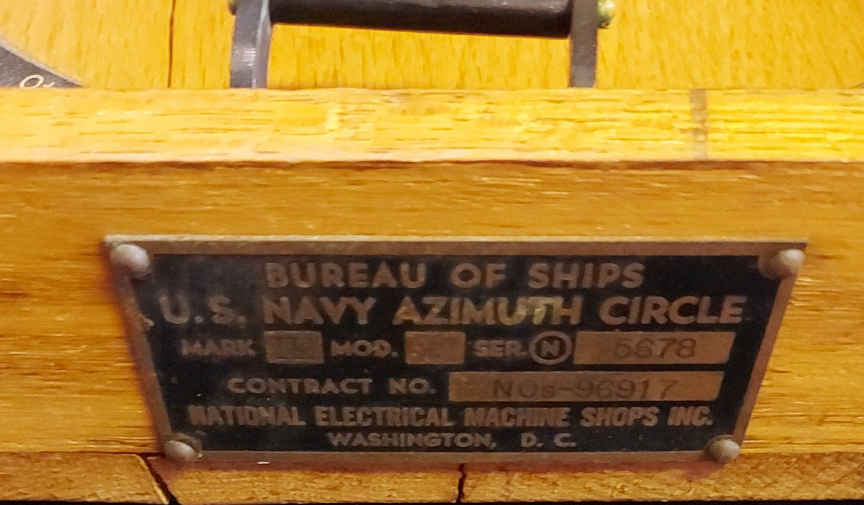 BUREAU OF SHIPS
U.S. NAVY AZIMUTH CIRCLE
MARK MOD. SER. N 5678
CONTRACT NO. NOs-96917
NATIONAL ELECTRICAL MACHINE SHOPS INC.
WASHINGTON, D. C.